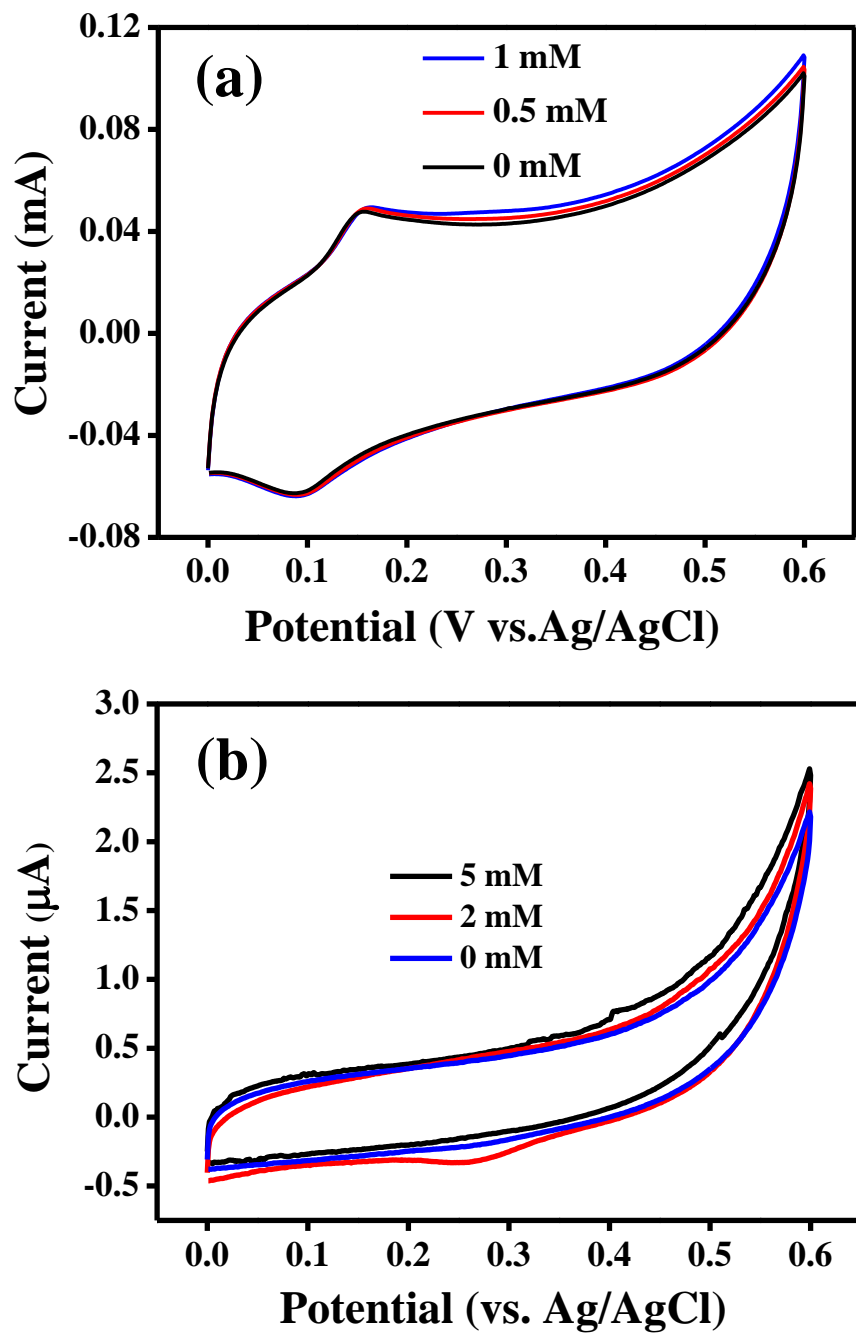 (a)
1 mM
0.5 mM
0 mM
0.12
0.08
0.04
0.00
-0.04
-0.08
Current (mA)
0.0 0.1 0.2 0.3 0.4 0.5 0.6
Potential (V vs.Ag/AgCl)
(b)
5 mM
2 mM
0 mM
3.0
2.5
2.0
1.5
1.0
0.5
0.0
-0.5
Current (μA)
0.0 0.1 0.2 0.3 0.4 0.5 0.6
Potential (vs. Ag/AgCl)